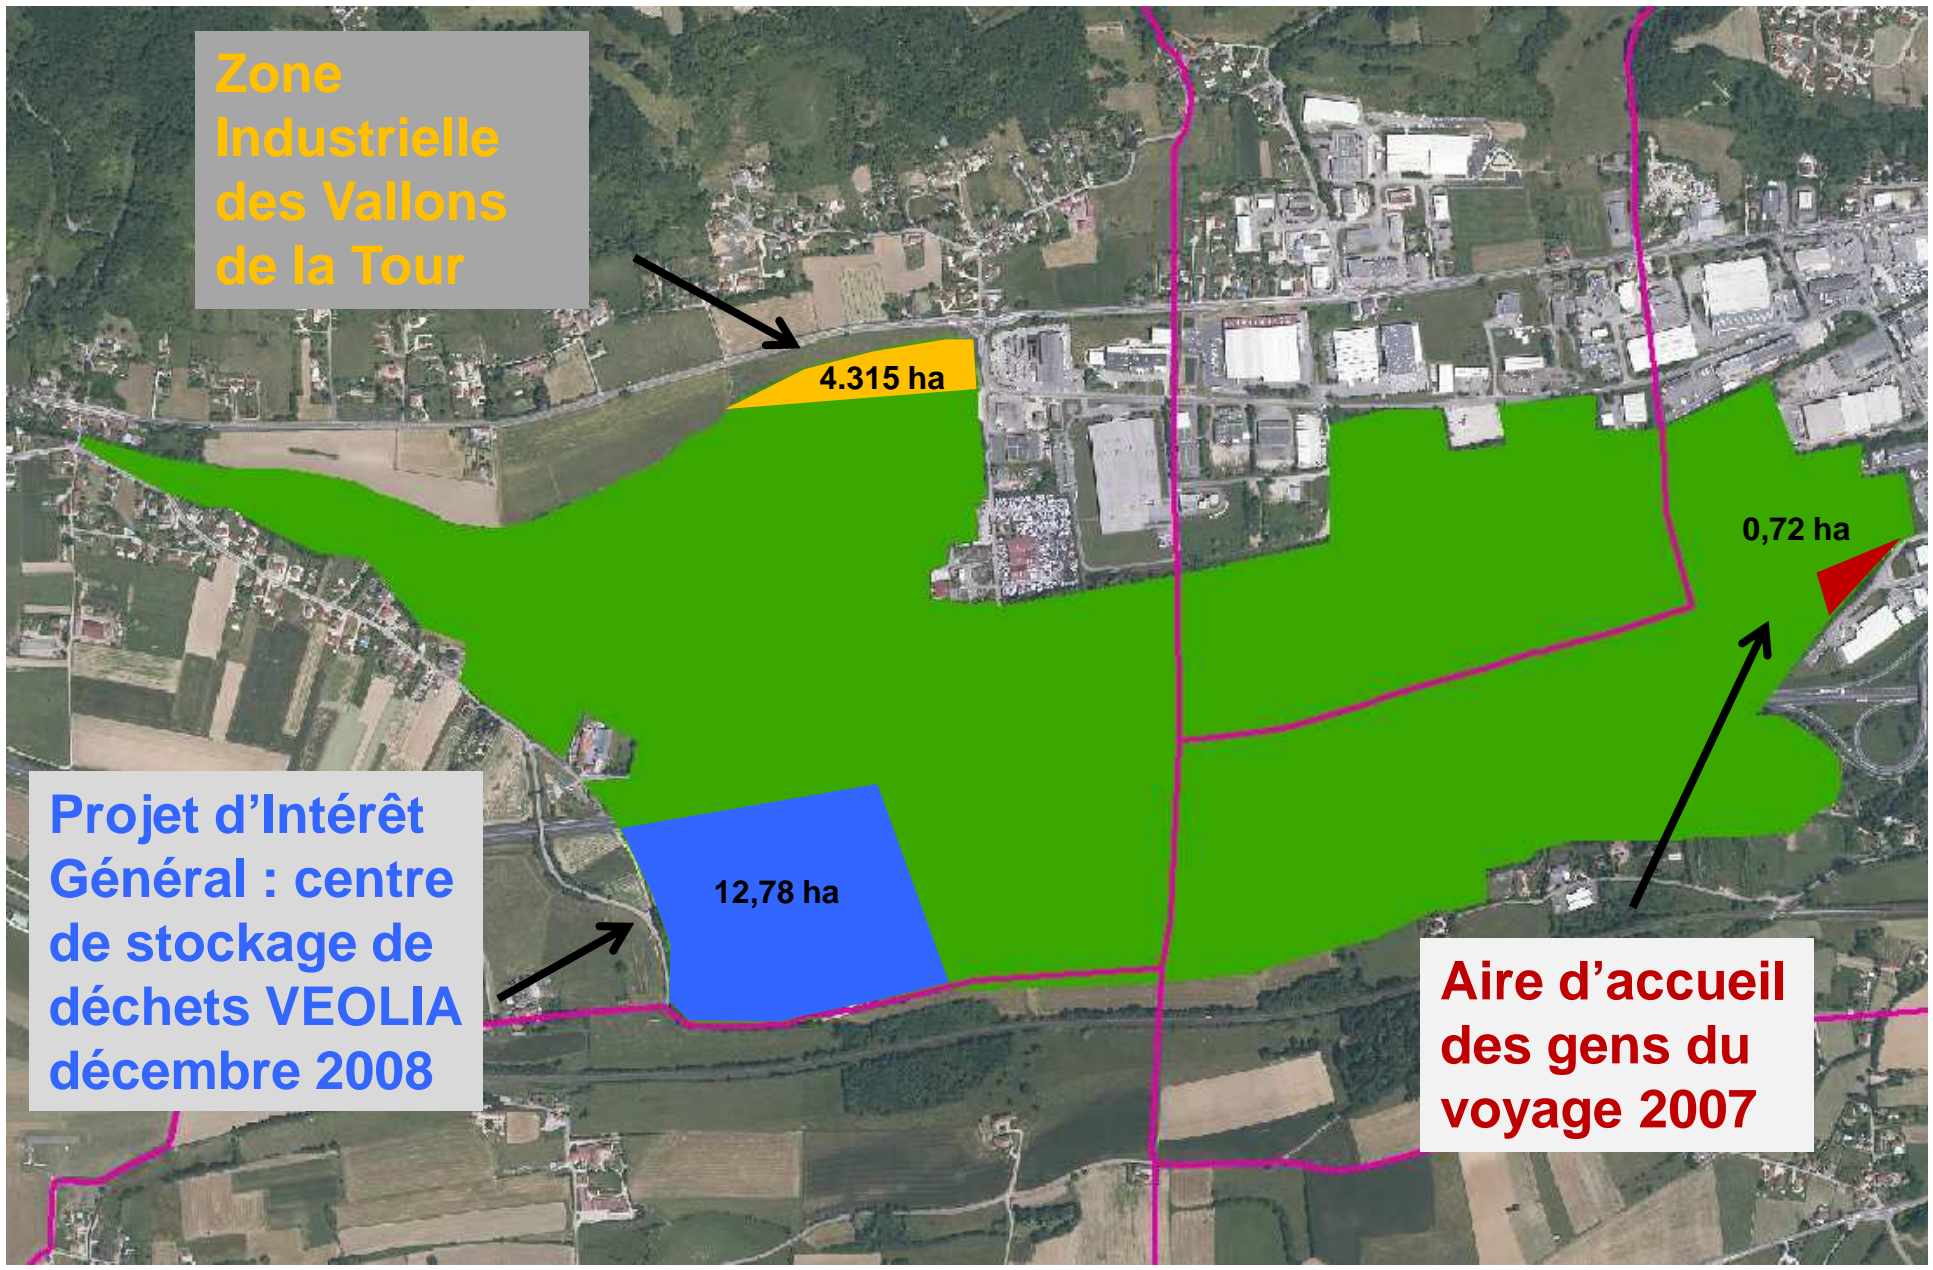 Zone
Industrielle
des Vallons
de la Tour
4.315 ha
0,72 ha
Projet d’Intérêt
Général : centre
de stockage de
déchets VEOLIA
décembre 2008
12,78 ha
Aire d’accueil
des gens du
voyage 2007